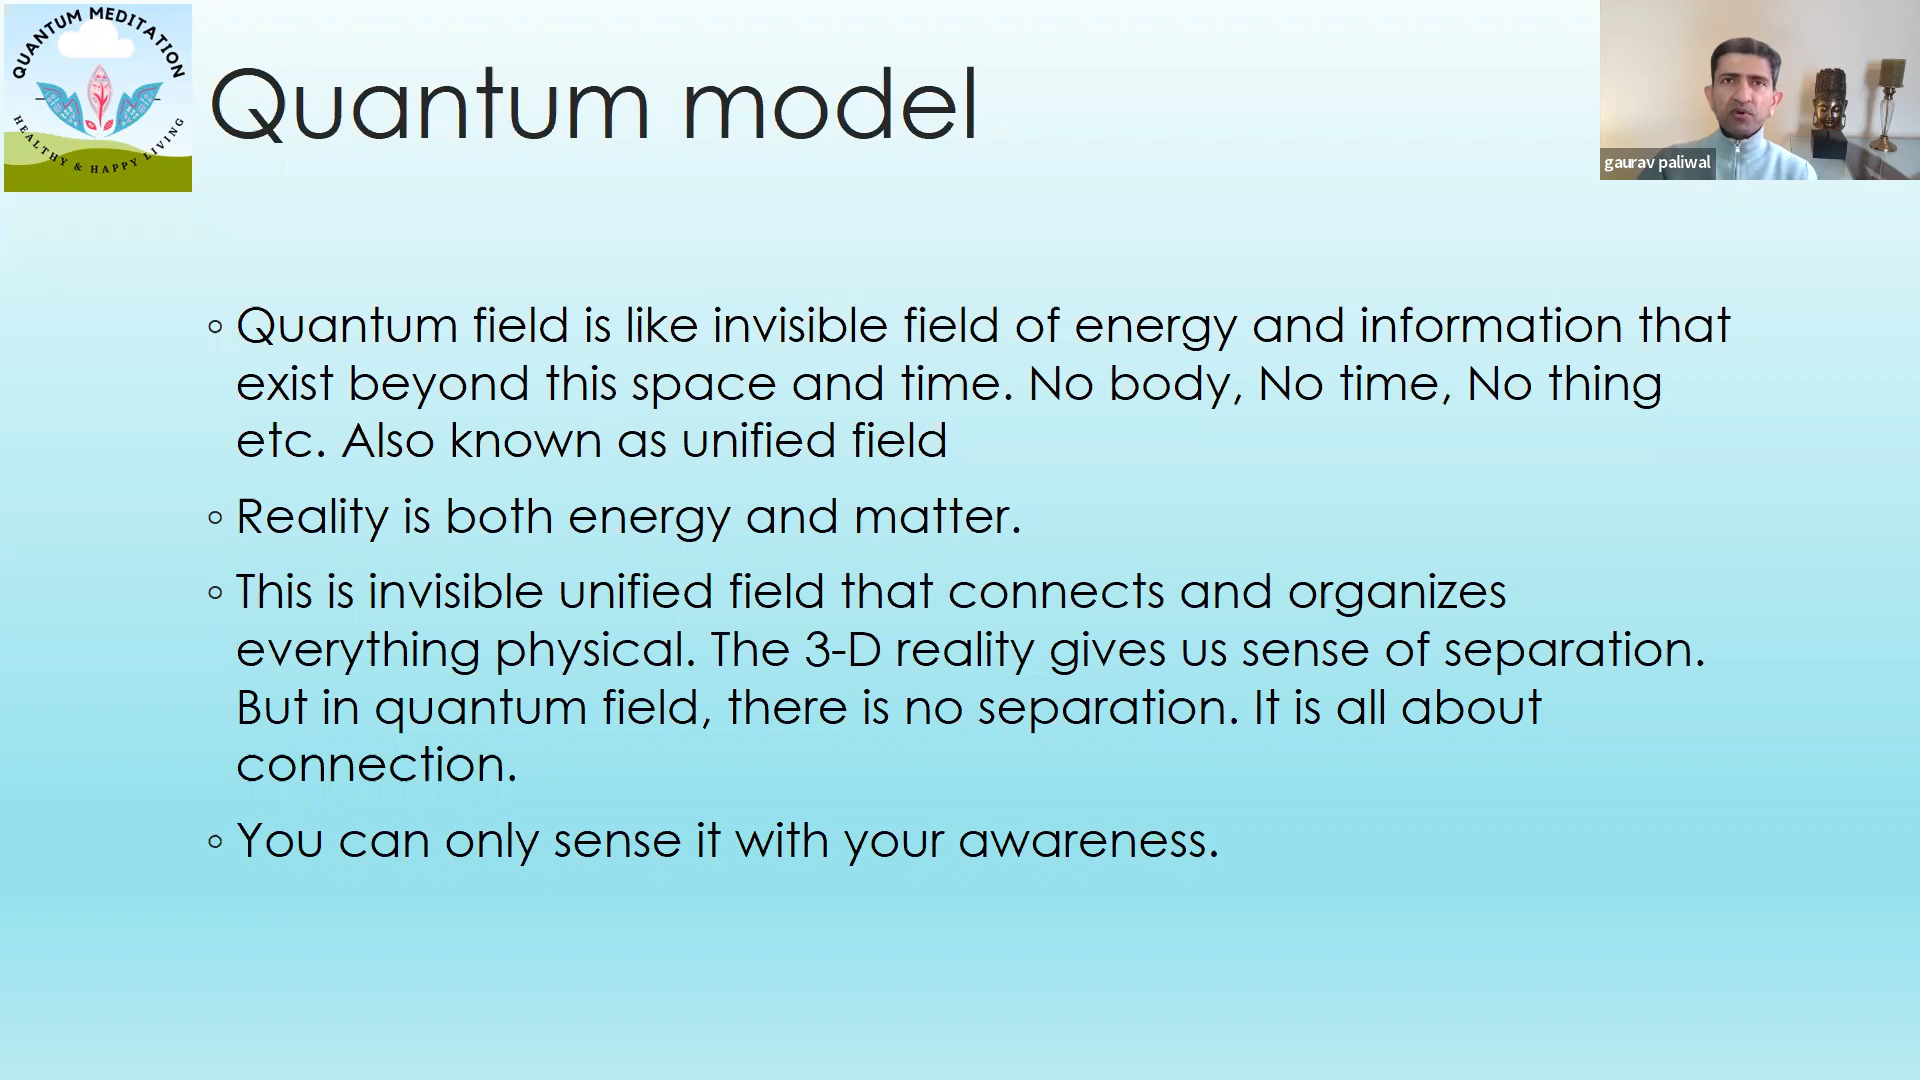 QUANTUM MEDITATION
HEALTHY & HAPPY LIVING
Quantum model
gaurav paliwal
Quantum field is like invisible field of energy and information that
exist beyond this space and time. No body, No time, No thing
etc. Also known as unified field
Reality is both energy and matter.
This is invisible unified field that connects and organizes
everything physical. The 3-D reality gives us sense of separation.
But in quantum field, there is no separation. It is all about
connection.
You can only sense it with your awareness.